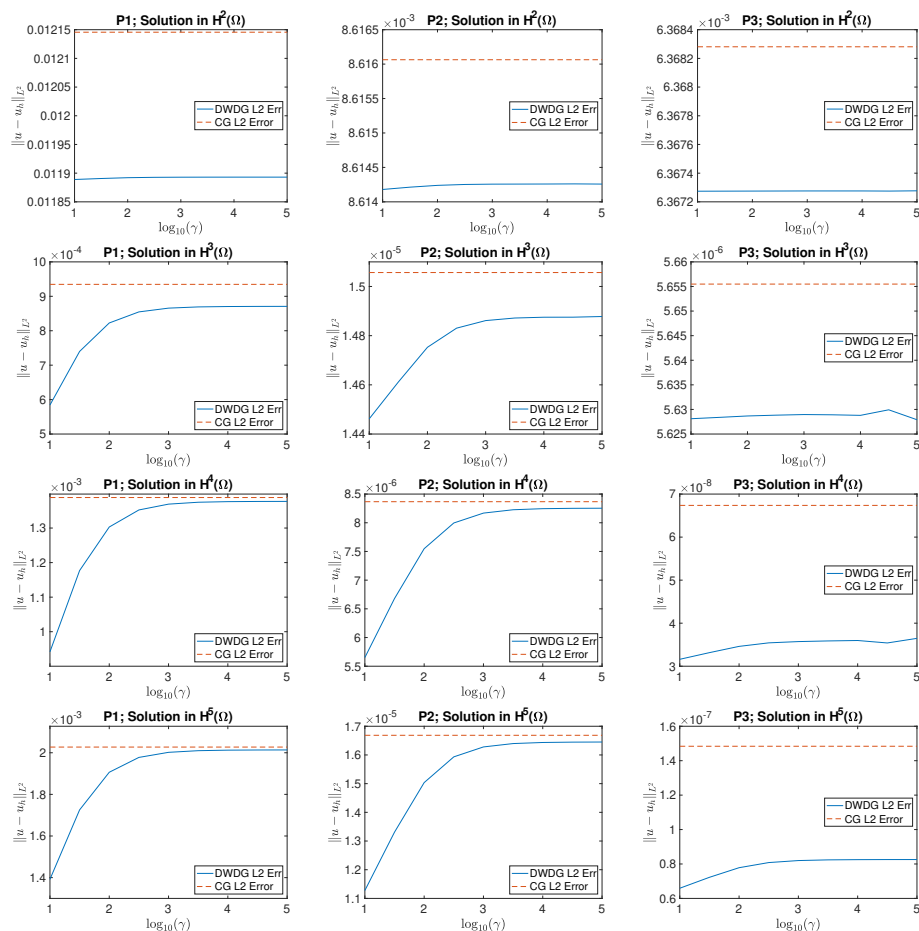 P1; Solution in H²(Ω)
0.01215
0.0121
0.01205
0.012
0.01195
0.0119
0.01185
‖u − u_h‖_{L²}
DWDG L2 Err
CG L2 Error
1 2 3 4 5
log₁₀(γ)
P2; Solution in H²(Ω)
×10⁻³
8.6165
8.616
8.6155
8.615
8.6145
8.614
‖u − u_h‖_{L²}
DWDG L2 Err
CG L2 Error
1 2 3 4 5
log₁₀(γ)
P3; Solution in H²(Ω)
×10⁻³
6.3684
6.3682
6.368
6.3678
6.3676
6.3674
6.3672
‖u − u_h‖_{L²}
DWDG L2 Err
CG L2 Error
1 2 3 4 5
log₁₀(γ)
P1; Solution in H³(Ω)
×10⁻⁴
10
9
8
7
6
5
‖u − u_h‖_{L²}
DWDG L2 Err
CG L2 Error
1 2 3 4 5
log₁₀(γ)
P2; Solution in H³(Ω)
×10⁻⁵
1.5
1.48
1.46
1.44
‖u − u_h‖_{L²}
DWDG L2 Err
CG L2 Error
1 2 3 4 5
log₁₀(γ)
P3; Solution in H³(Ω)
×10⁻⁶
5.66
5.655
5.65
5.645
5.64
5.635
5.63
5.625
‖u − u_h‖_{L²}
DWDG L2 Err
CG L2 Error
1 2 3 4 5
log₁₀(γ)
P1; Solution in H⁴(Ω)
×10⁻³
1.3
1.2
1.1
1
‖u − u_h‖_{L²}
DWDG L2 Err
CG L2 Error
1 2 3 4 5
log₁₀(γ)
P2; Solution in H⁴(Ω)
×10⁻⁶
8.5
8
7.5
7
6.5
6
5.5
‖u − u_h‖_{L²}
DWDG L2 Err
CG L2 Error
1 2 3 4 5
log₁₀(γ)
P3; Solution in H⁴(Ω)
×10⁻⁸
7
6
5
4
3
‖u − u_h‖_{L²}
DWDG L2 Err
CG L2 Error
1 2 3 4 5
log₁₀(γ)
P1; Solution in H⁵(Ω)
×10⁻³
2
1.8
1.6
1.4
‖u − u_h‖_{L²}
DWDG L2 Err
CG L2 Error
1 2 3 4 5
log₁₀(γ)
P2; Solution in H⁵(Ω)
×10⁻⁵
1.7
1.6
1.5
1.4
1.3
1.2
1.1
‖u − u_h‖_{L²}
DWDG L2 Err
CG L2 Error
1 2 3 4 5
log₁₀(γ)
P3; Solution in H⁵(Ω)
×10⁻⁷
1.6
1.4
1.2
1
0.8
0.6
‖u − u_h‖_{L²}
DWDG L2 Err
CG L2 Error
1 2 3 4 5
log₁₀(γ)